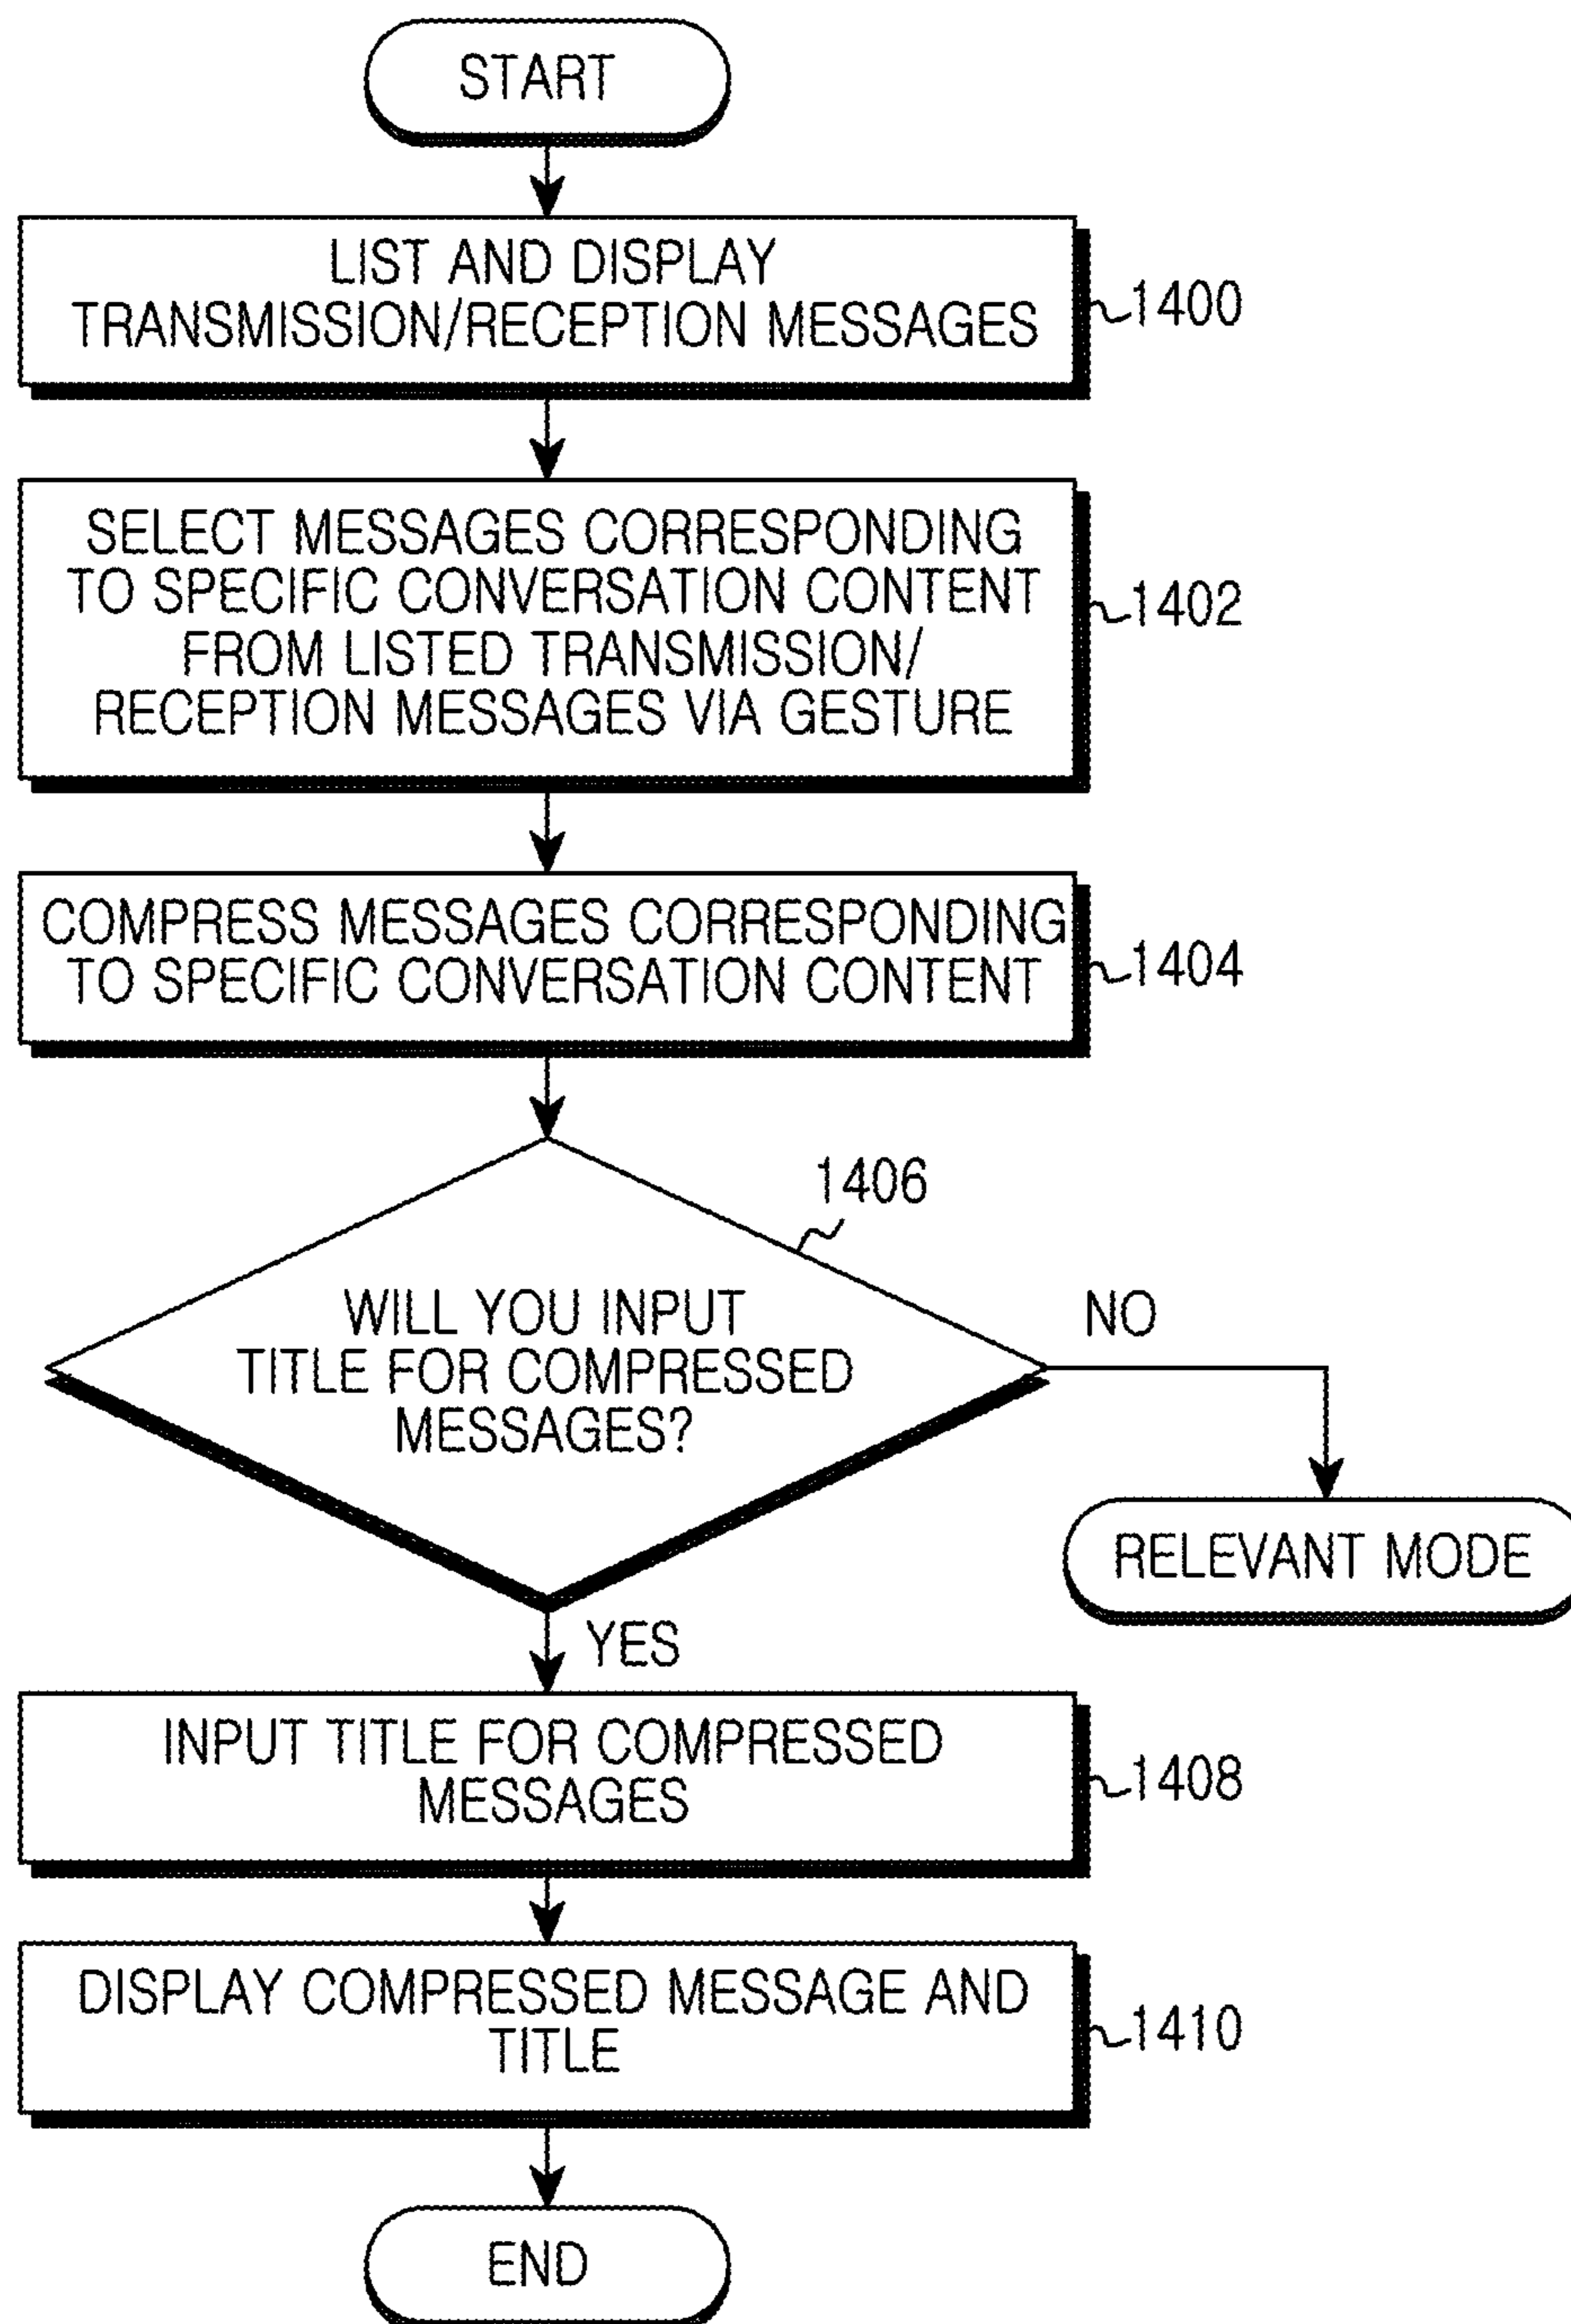 START
LIST AND DISPLAY
TRANSMISSION/RECEPTION MESSAGES
1400
SELECT MESSAGES CORRESPONDING
TO SPECIFIC CONVERSATION CONTENT
FROM LISTED TRANSMISSION/
RECEPTION MESSAGES VIA GESTURE
1402
COMPRESS MESSAGES CORRESPONDING
TO SPECIFIC CONVERSATION CONTENT
1404
1406
WILL YOU INPUT
TITLE FOR COMPRESSED
MESSAGES?
NO
RELEVANT MODE
YES
INPUT TITLE FOR COMPRESSED
MESSAGES
1408
DISPLAY COMPRESSED MESSAGE AND
TITLE
1410
END